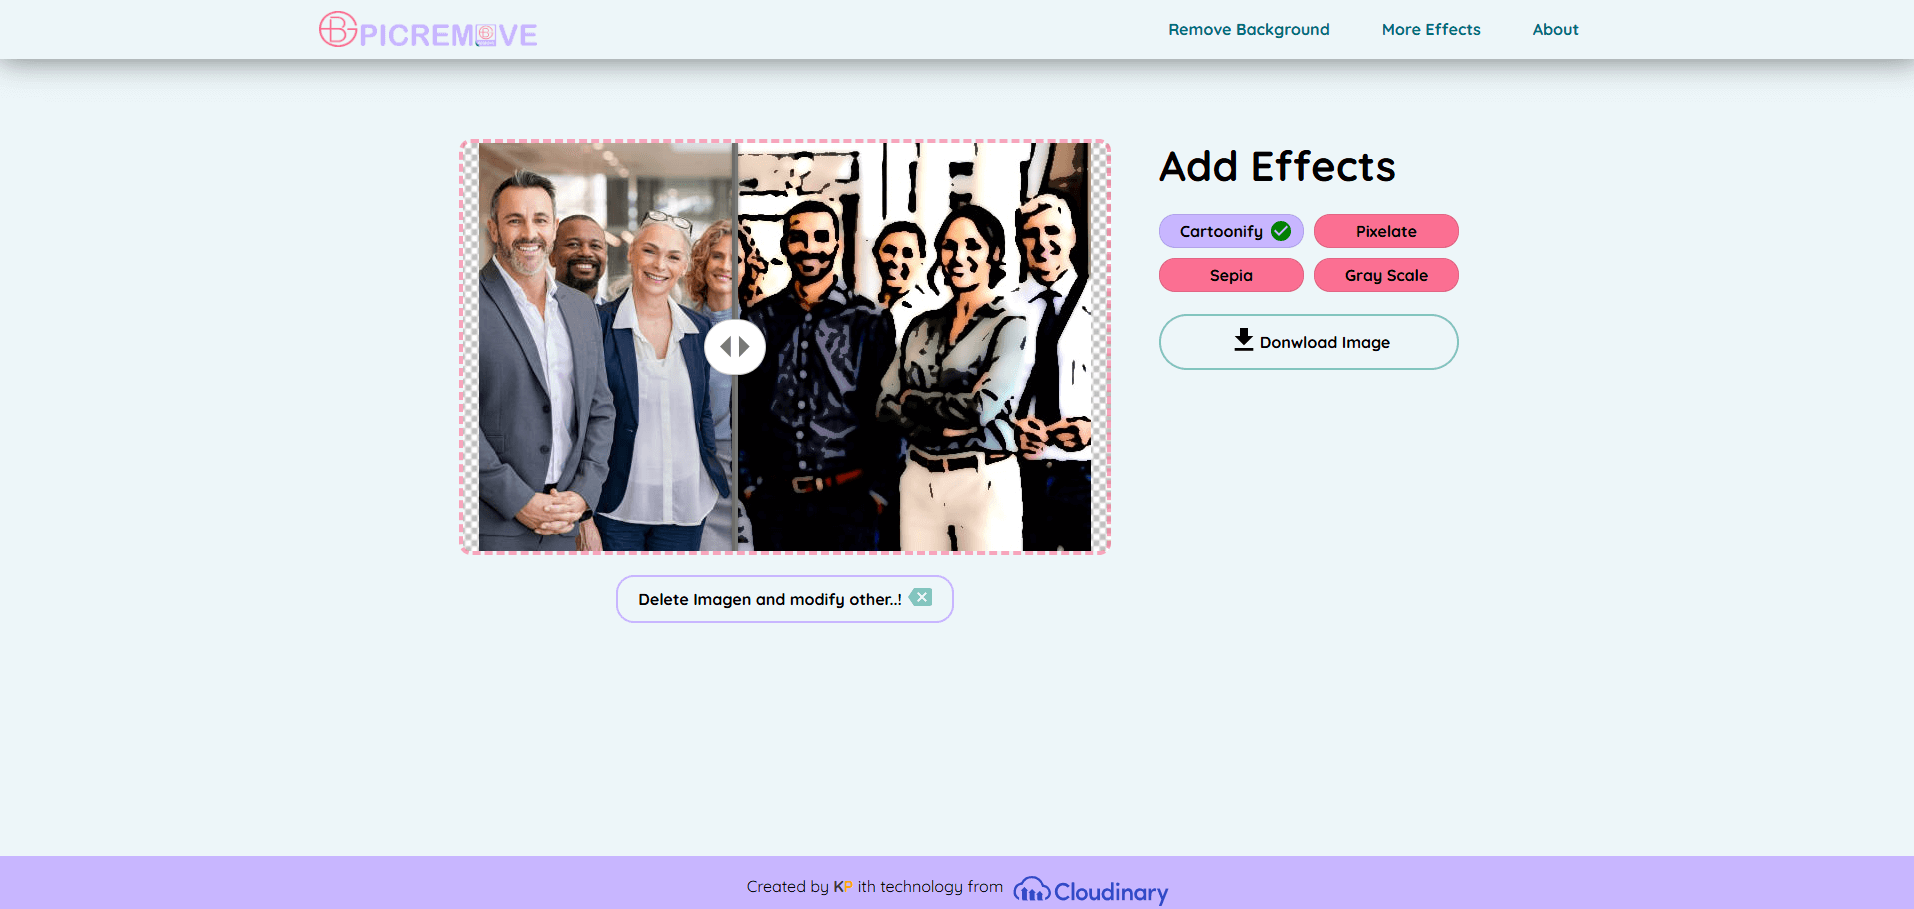 PICREMOVE
Remove Background
More Effects
About
Add Effects
Cartoonify
Pixelate
Sepia
Gray Scale
Donwload Image
Delete Imagen and modify other..!
Created by KP ith technology from Cloudinary